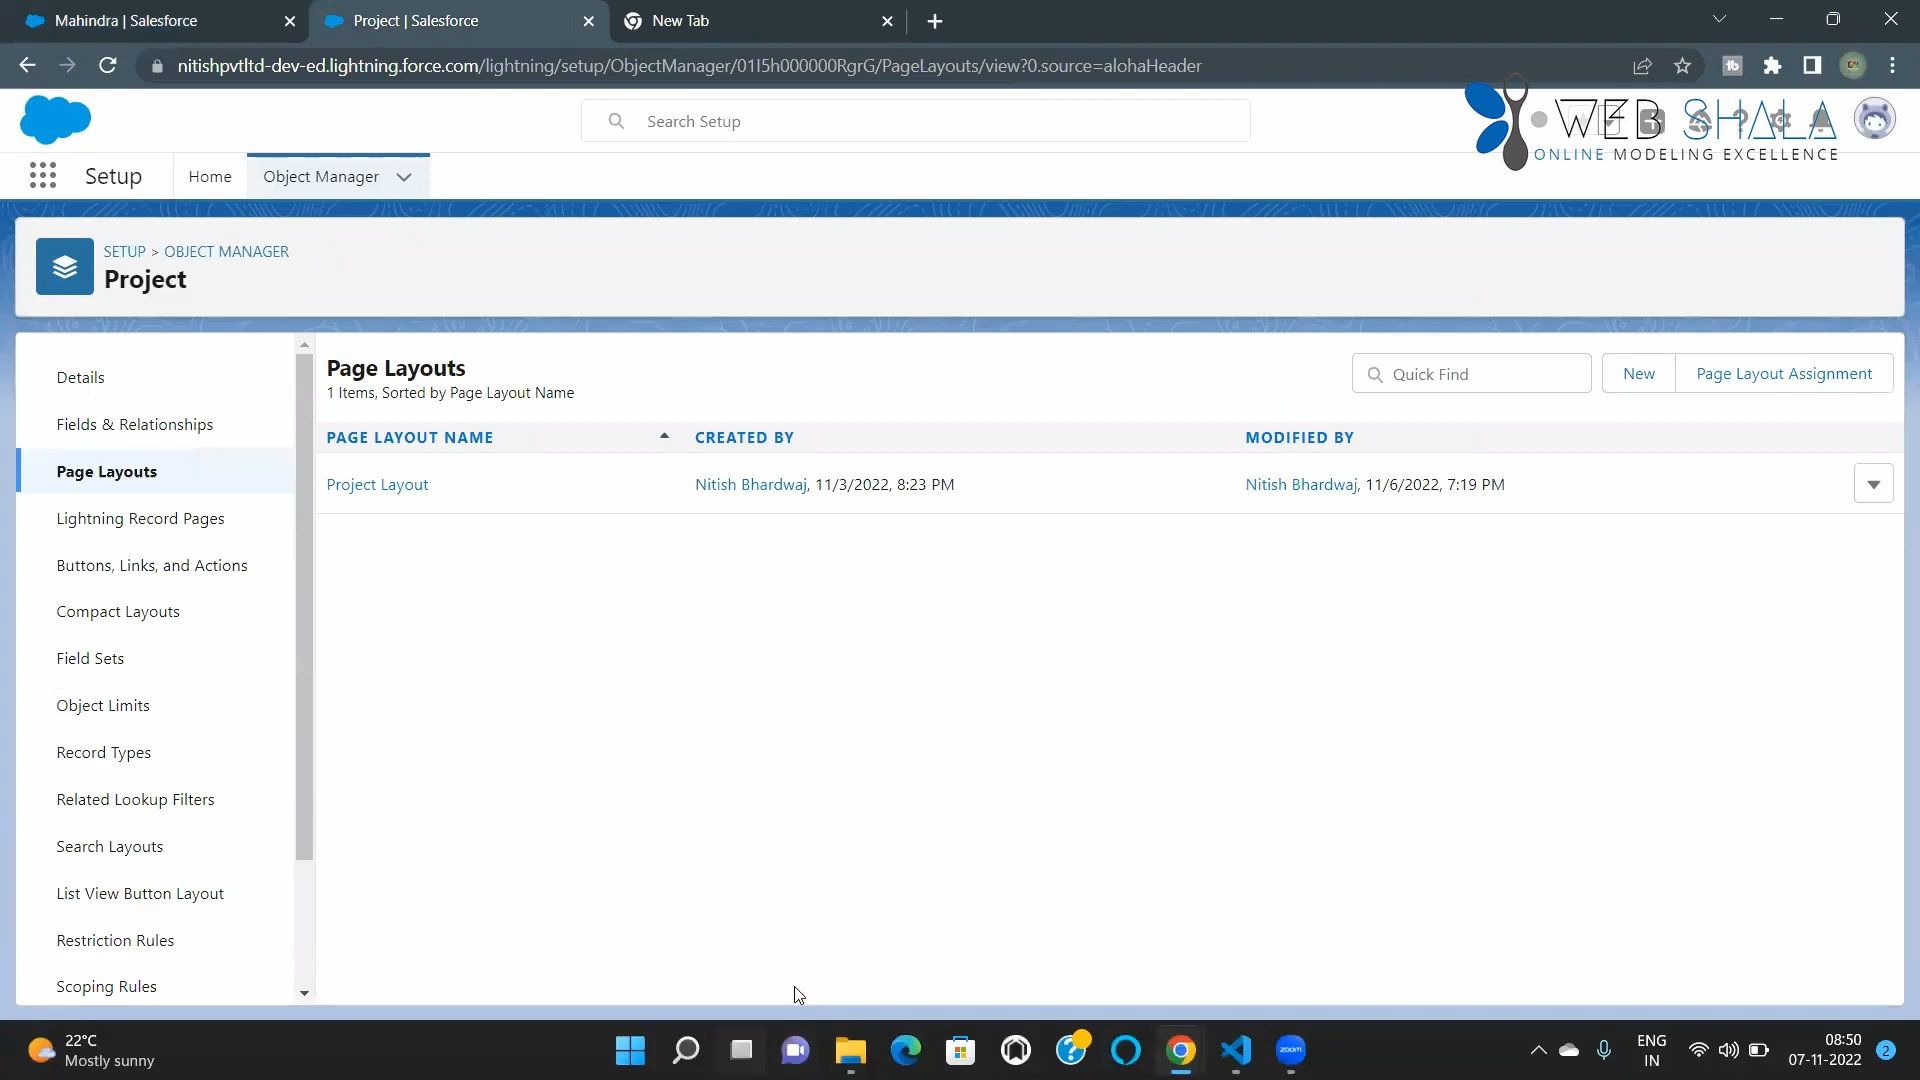 Mahindra | Salesforce
Project | Salesforce
New Tab
nitishpvtltd-dev-ed.lightning.force.com/lightning/setup/ObjectManager/01I5h000000RgrG/PageLayouts/view?0.source=alohaHeader
Search Setup
WEB SHALA
ONLINE MODELING EXCELLENCE
Setup
Home
Object Manager
SETUP > OBJECT MANAGER
Project
Details
Fields & Relationships
Page Layouts
Lightning Record Pages
Buttons, Links, and Actions
Compact Layouts
Field Sets
Object Limits
Record Types
Related Lookup Filters
Search Layouts
List View Button Layout
Restriction Rules
Scoping Rules
Page Layouts
1 Items, Sorted by Page Layout Name
Quick Find
New
Page Layout Assignment
PAGE LAYOUT NAME CREATED BY MODIFIED BY
Project Layout Nitish Bhardwaj, 11/3/2022, 8:23 PM Nitish Bhardwaj, 11/6/2022, 7:19 PM
22°C
Mostly sunny
zoom
ENG
IN
08:50
07-11-2022
2